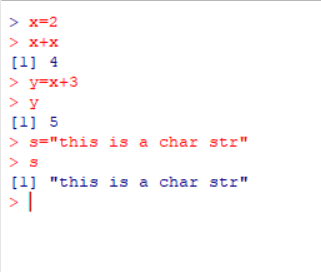 > x=2
> x+x
[1] 4
> y=x+3
> y
[1] 5
> s="this is a char str"
> s
[1] "this is a char str"
>